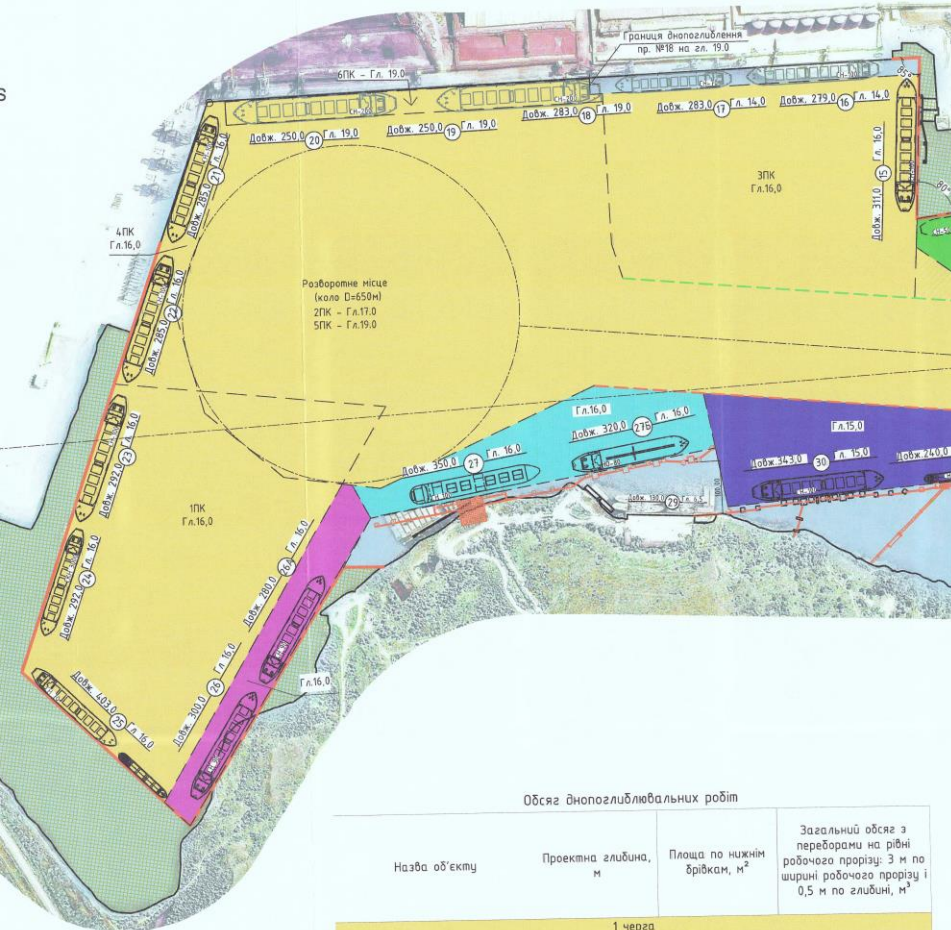 s
Границя днопоглиблення
пр. №18 на гл. 19.0
6ПК - Гл. 19.0
Довж. 250,0 20 Гл. 19,0
Довж. 250,0 19 Гл. 19,0
Довж. 283,0 18 Гл. 19,0
Довж. 283,0 17 Гл. 14,0
Довж. 279,0 16 Гл. 14,0
85°
Довж. 311,0 15 Гл. 16,0
80°
3ПК
Гл.16,0
Довж. 285,0 21 Гл. 16,0
4ПК
Гл.16,0
Довж. 285,0 22 Гл. 16,0
Розворотне місце
(коло D=650м)
2ПК - Гл.17.0
5ПК - Гл.19.0
Довж. 292,0 23 Гл. 16,0
Довж. 292,0 24 Гл. 16,0
1ПК
Гл.16,0
Гл.16,0
Довж. 350,0 27 Гл. 16,0
Довж. 320,0 27Б Гл. 16,0
Гл.15,0
Довж.343,0 30 л. 15,0
Довж.240,0
Довж. 130,0 29 Гл. 6,5
Довж. 280,0 26А Гл. 16,0
Довж. 300,0 26 Гл. 16,0
Гл.16,0
Довж. 403,0 25 Гл. 16,0
Обсяг днопоглиблювальних робіт
Назва об'єкту
Проектна глибина,
м
Площа по нижнім
брівкам, м²
Загальний обсяг з
переборами на рівні
робочого прорізу: 3 м по
ширині робочого прорізу і
0,5 м по глибині, м³
1 черга